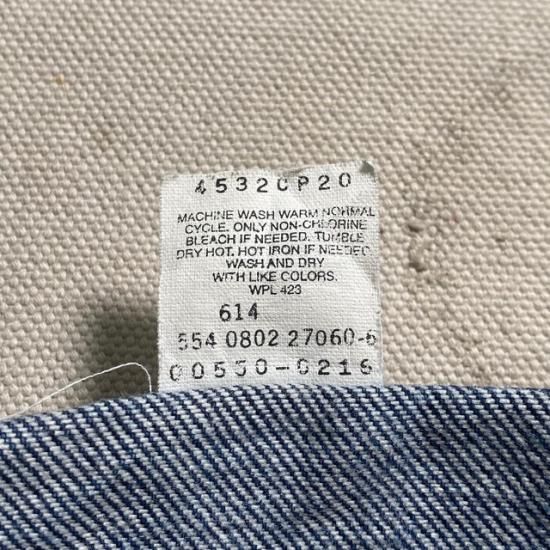 45320P20
MACHINE WASH WARM NORMAL
CYCLE. ONLY NON-CHLORINE
BLEACH IF NEEDED. TUMBLE
DRY HOT. HOT IRON IF NEEDED
WASH AND DRY
WITH LIKE COLORS.
WPL 423
614
554 0802 27060-6
00550-0216